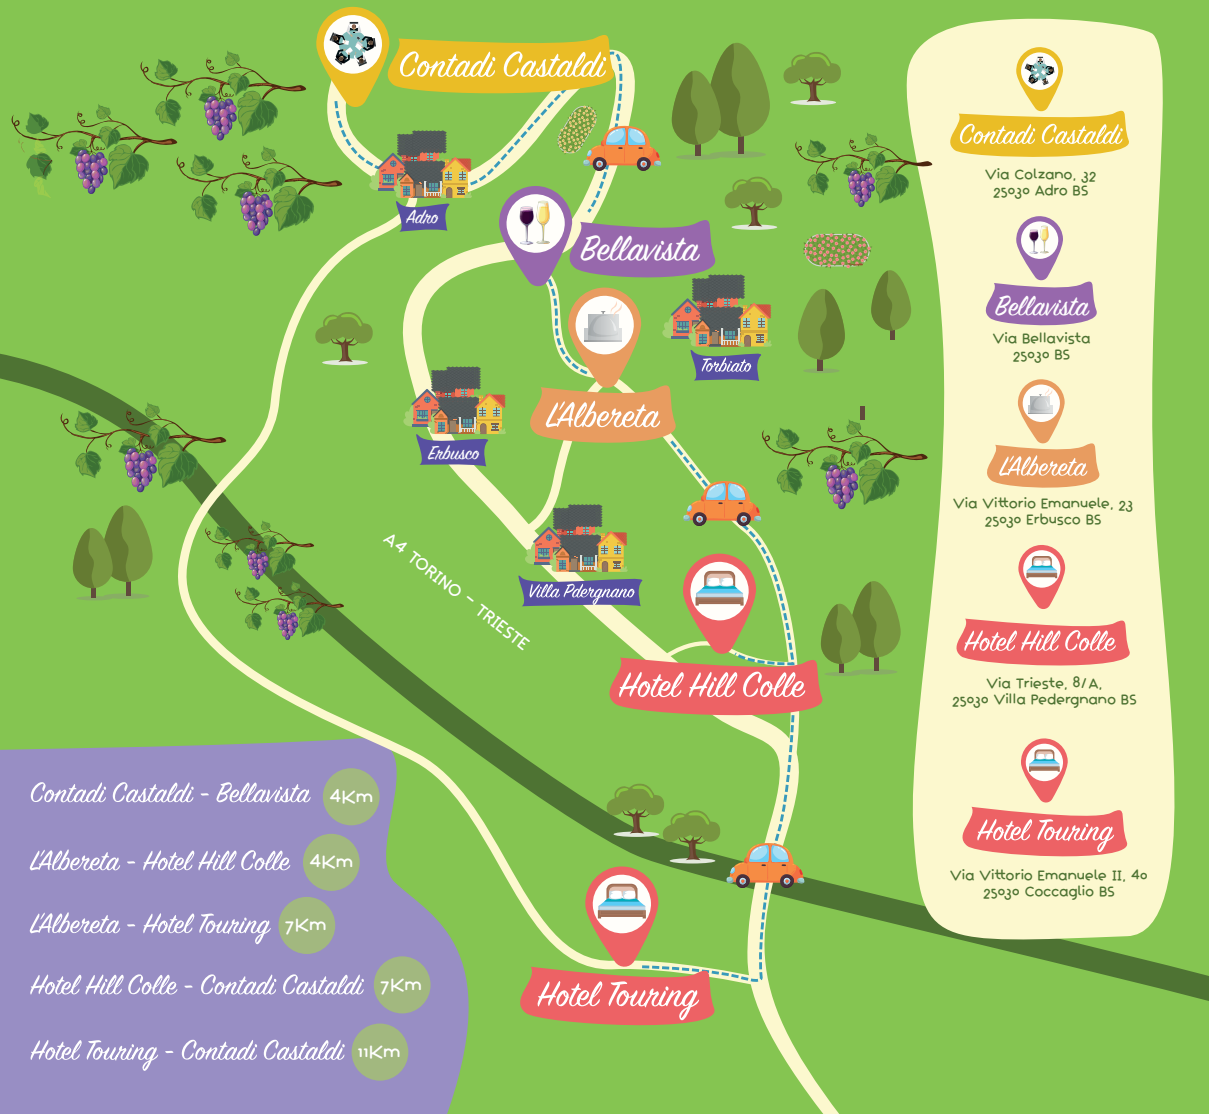 Contadi Castaldi
Adro
Bellavista
Torbiato
L'Albereta
Erbusco
Villa Pdergnano
A4 TORINO - TRIESTE
Hotel Hill Colle
Hotel Touring
Contadi Castaldi
Via Colzano, 32
25030 Adro BS
Bellavista
Via Bellavista
25030 BS
L'Albereta
Via Vittorio Emanuele, 23
25030 Erbusco BS
Hotel Hill Colle
Via Trieste, 8/A,
25030 Villa Pedergnano BS
Hotel Touring
Via Vittorio Emanuele II, 40
25030 Coccaglio BS
Contadi Castaldi - Bellavista 4Km
L'Albereta - Hotel Hill Colle 4Km
L'Albereta - Hotel Touring 7Km
Hotel Hill Colle - Contadi Castaldi 7Km
Hotel Touring - Contadi Castaldi 11Km